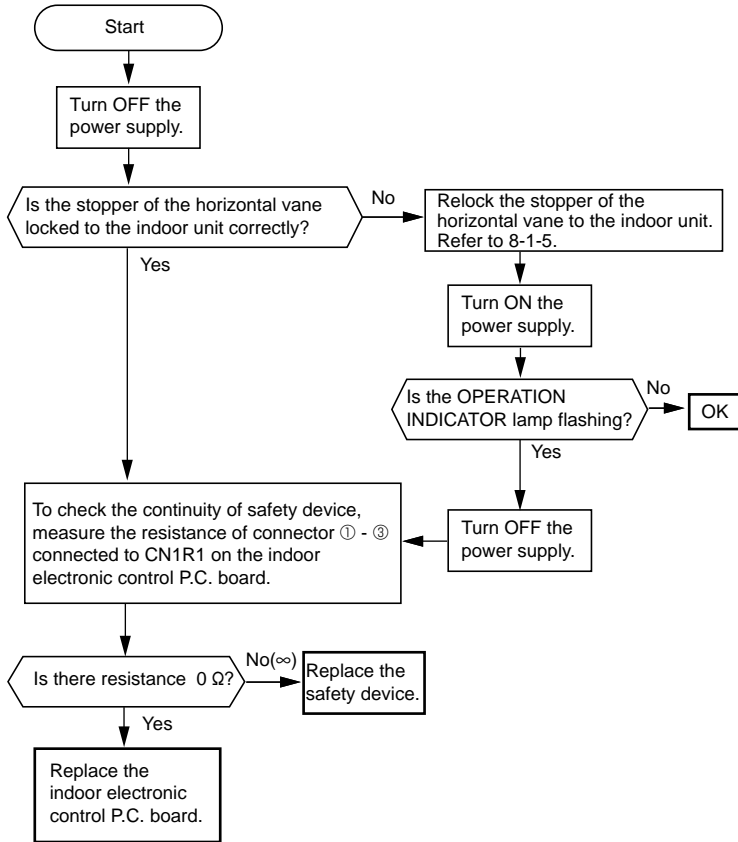 Start
Turn OFF the
power supply.
Is the stopper of the horizontal vane
locked to the indoor unit correctly?
No
Relock the stopper of the
horizontal vane to the indoor unit.
Refer to 8-1-5.
Yes
Turn ON the
power supply.
Is the OPERATION
INDICATOR lamp flashing?
No
OK
Yes
Turn OFF the
power supply.
To check the continuity of safety device,
measure the resistance of connector ① - ③
connected to CN1R1 on the indoor
electronic control P.C. board.
Is there resistance 0 Ω?
No(∞)
Replace the
safety device.
Yes
Replace the
indoor electronic
control P.C. board.